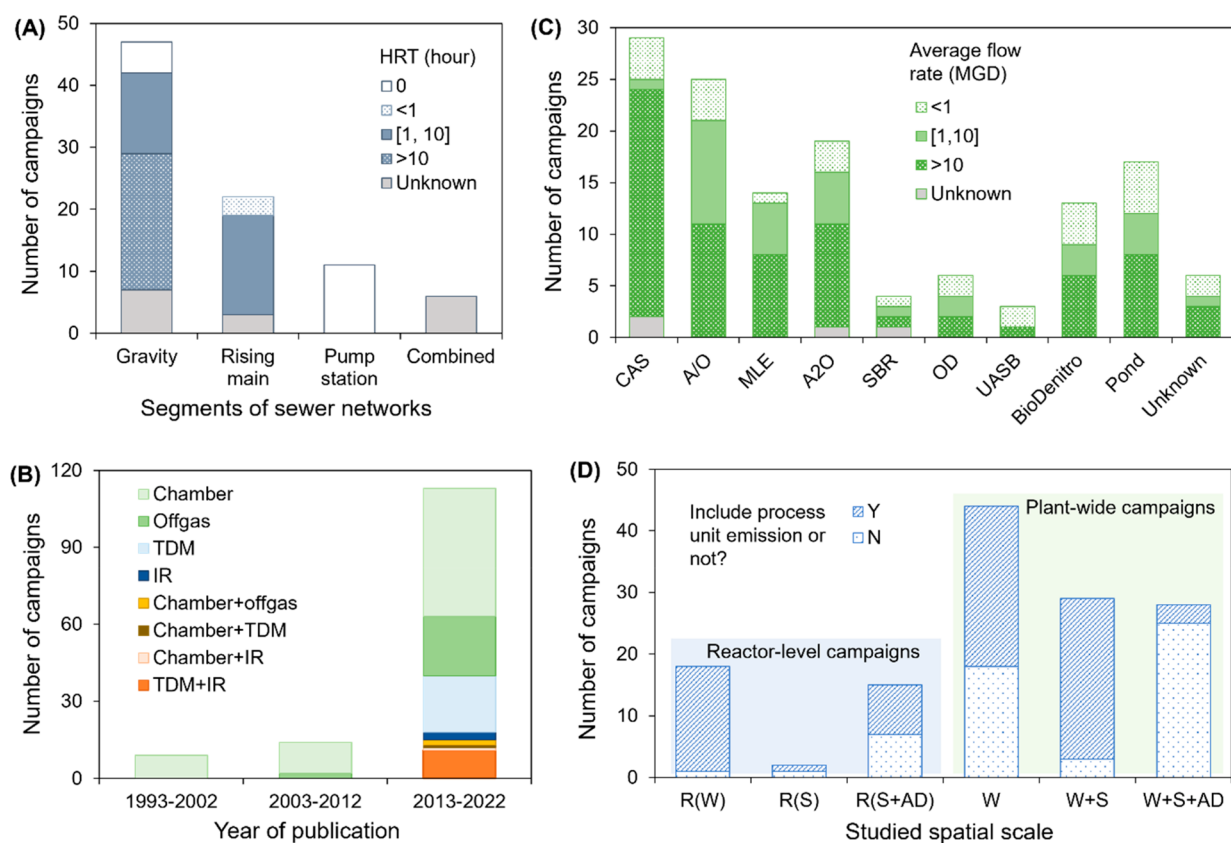 (A)
50
40
30
20
10
0
Number of campaigns
HRT (hour)
0
<1
[1, 10]
>10
Unknown
Gravity
Rising
main
Pump
station
Combined
Segments of sewer networks
(C)
30
25
20
15
10
5
0
Number of campaigns
Average flow
rate (MGD)
<1
[1,10]
>10
Unknown
CAS
A/O
MLE
A2O
SBR
OD
UASB
BioDenitro
Pond
Unknown
(B)
120
90
60
30
0
Number of campaigns
Chamber
Offgas
TDM
IR
Chamber+offgas
Chamber+TDM
Chamber+IR
TDM+IR
1993-2002
2003-2012
2013-2022
Year of publication
(D)
50
40
30
20
10
0
Number of campaigns
Include process
unit emission or
not?
Y
N
Plant-wide campaigns
Reactor-level campaigns
R(W)
R(S)
R(S+AD)
W
W+S
W+S+AD
Studied spatial scale